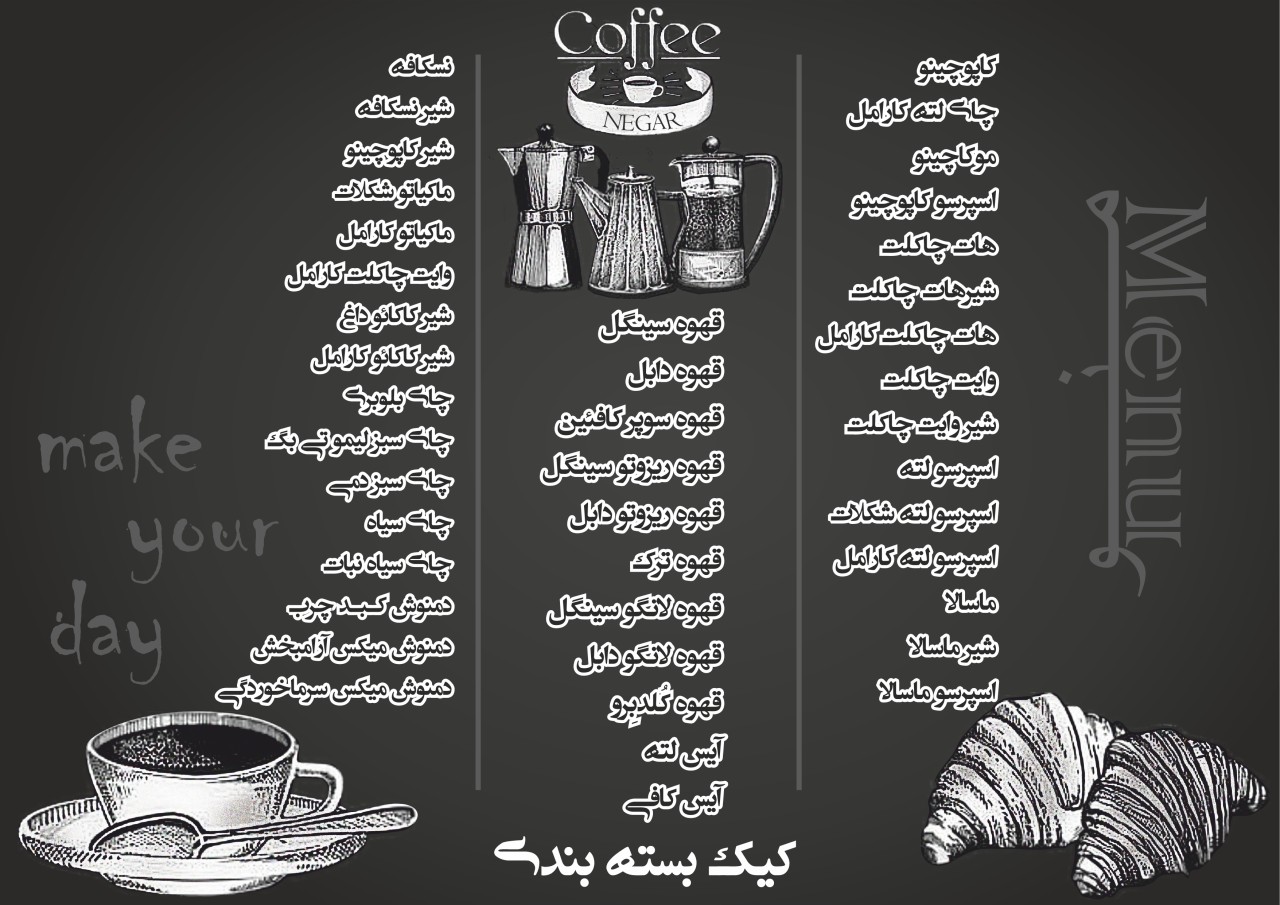 Coffee
NEGAR
Menu
منو
کاپوچینو
چای لته کارامل
موکاچینو
اسپرسو کاپوچینو
هات چاکلت
شیرهات چاکلت
هات چاکلت کارامل
وایت چاکلت
شیروایت چاکلت
اسپرسو لته
اسپرسو لته شکلات
اسپرسو لته کارامل
ماسالا
شیرماسالا
اسپرسو ماسالا
قهوه سینگل
قهوه دابل
قهوه سوپر کافئین
قهوه ریزوتو سینگل
قهوه ریزوتو دابل
قهوه ترک
قهوه لانگو سینگل
قهوه لانگو دابل
قهوه کُلدبِرو
آیس لته
آیس کافی
نسکافه
شیرنسکافه
شیرکاپوچینو
ماکیاتو شکلات
ماکیاتو کارامل
وایت چاکلت کارامل
شیرکاکائو داغ
شیرکاکائو کارامل
چای بلوبری
چای سبز لیمو تی بگ
چای سبز دمی
چای سیاه
چای سیاه نبات
دمنوش کبد چرب
دمنوش میکس آرامبخش
دمنوش میکس سرماخوردگی
make
your
day
کیک بسته بندی